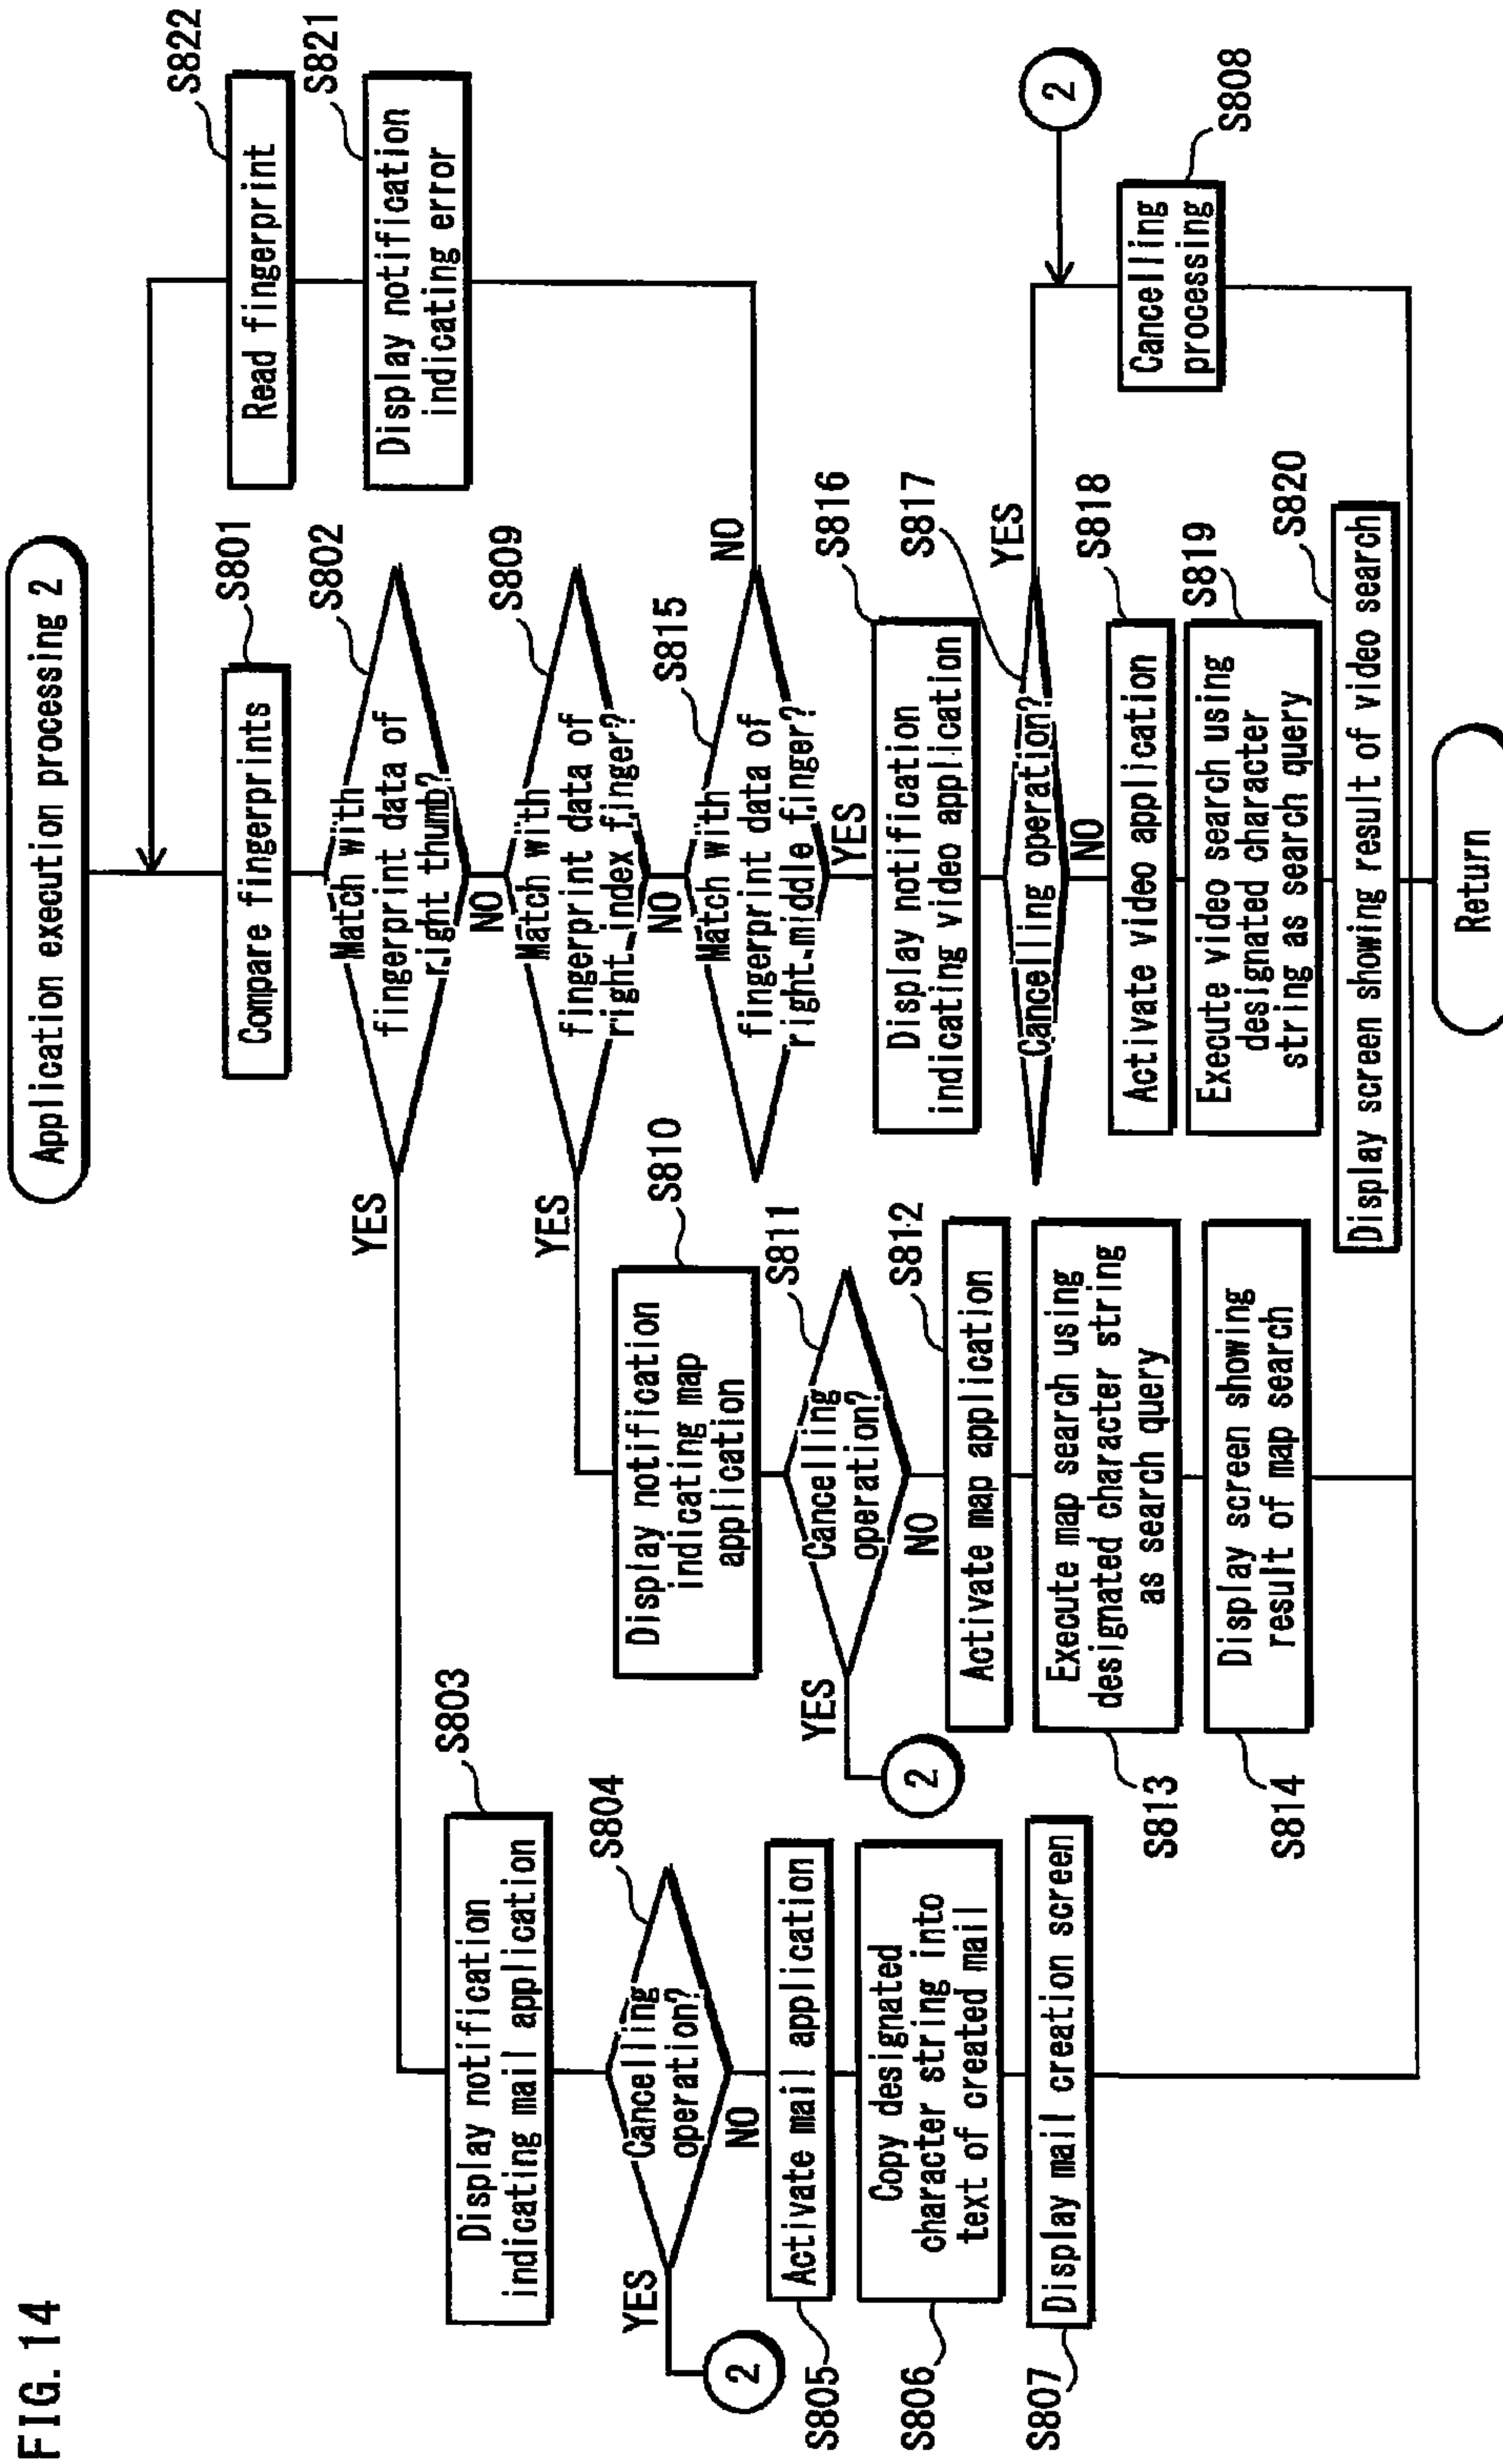 FIG. 14
Application execution processing 2
S801
Compare fingerprints
S802
Match with
fingerprint data of
right thumb?
YES
NO
S803
Display notification
indicating mail application
S804
Cancelling
operation?
YES
2
NO
S805
Activate mail application
S806
Copy designated
character string into
text of created mail
S807
Display mail creation screen
S809
Match with
fingerprint data of
right index finger?
YES
NO
S810
Display notification
indicating map
application
S811
Cancelling
operation?
YES
2
NO
S812
Activate map application
S813
Execute map search using
designated character string
as search query
S814
Display screen showing
result of map search
S815
Match with
fingerprint data of
right middle finger?
NO
YES
S816
Display notification
indicating video application
S817
Cancelling operation?
YES
NO
S818
Activate video application
S819
Execute video search using
designated character
string as search query
S820
Display screen showing result of video search
S822
Read fingerprint
S821
Display notification
indicating error
2
S808
Cancelling
processing
Return